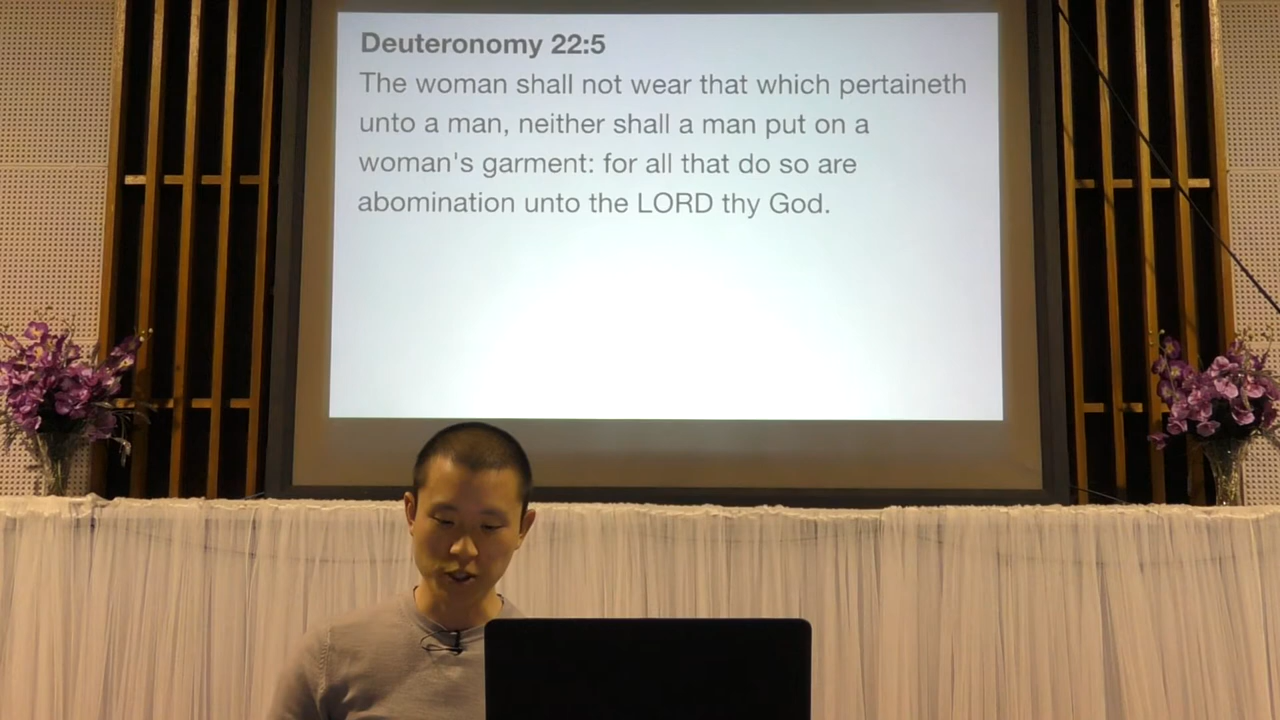 Deuteronomy 22:5
The woman shall not wear that which pertaineth
unto a man, neither shall a man put on a
woman's garment: for all that do so are
abomination unto the LORD thy God.